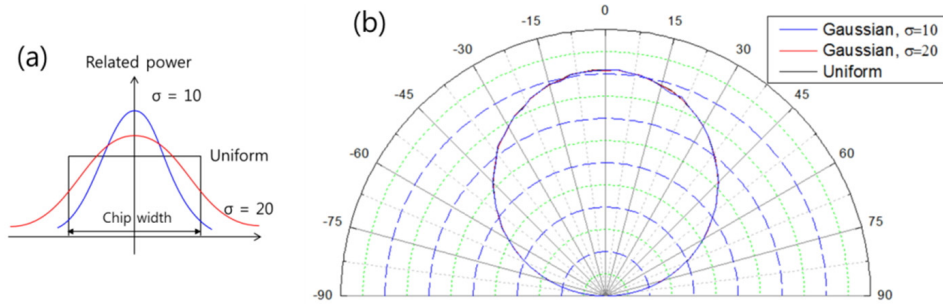 (a)
Related power
σ = 10
Uniform
σ = 20
Chip width
(b)
0
-15
15
-30
30
-45
45
-60
60
-75
75
-90
90
Gaussian, σ=10
Gaussian, σ=20
Uniform